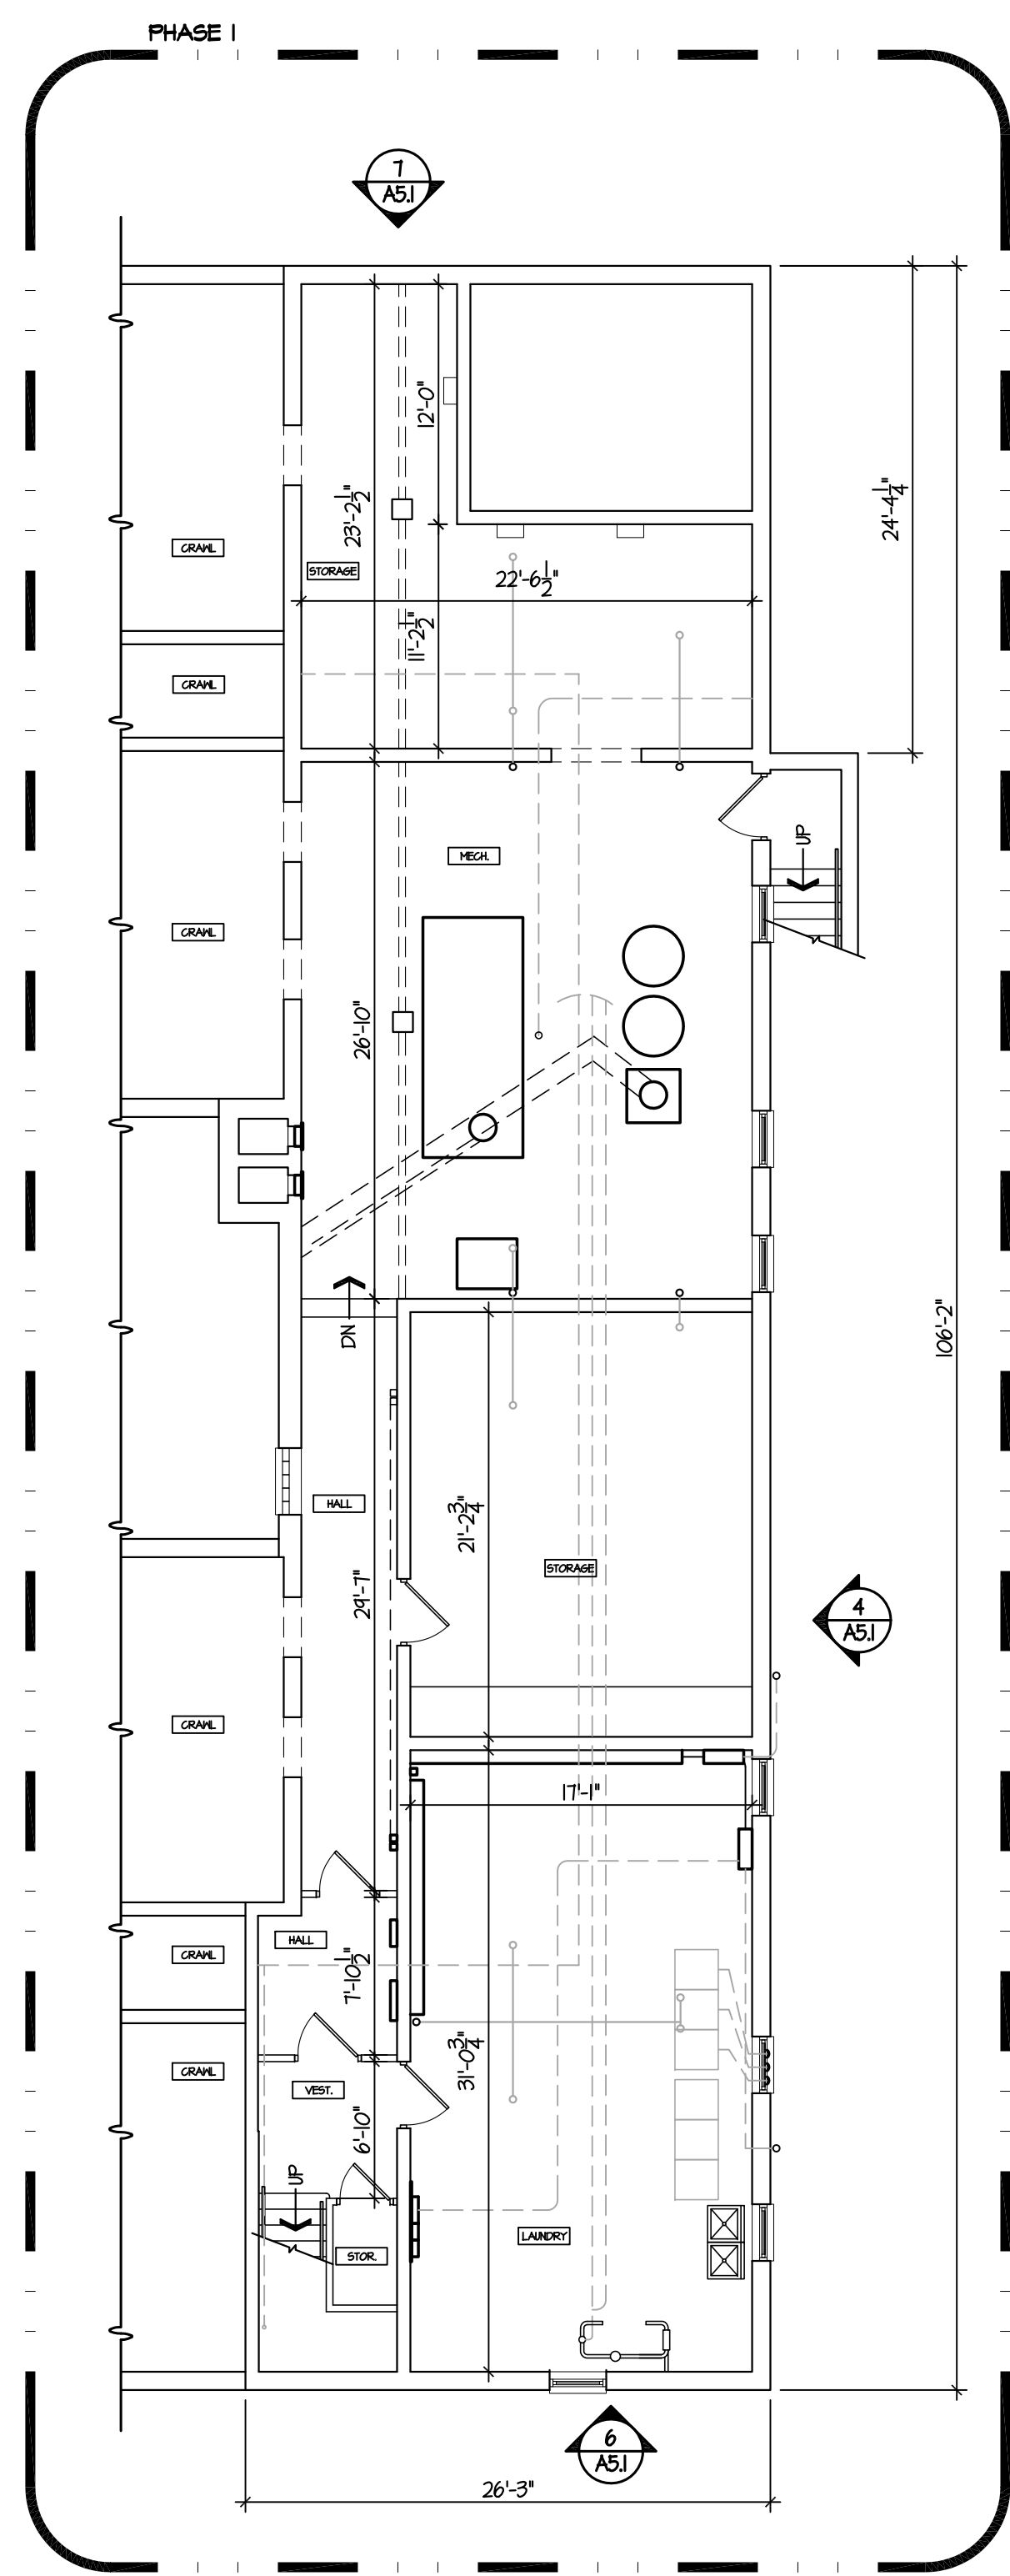 PHASE 1
7
A5.1
12'-0"
23'-2 1/2"
24'-4 1/4"
CRAWL
STORAGE
22'-6 1/2"
11'-2 1/2"
CRAWL
UP
MECH.
CRAWL
26'-10"
106'-2"
DN
HALL
21'-2 3/4"
STORAGE
29'-7"
4
A5.1
CRAWL
17'-1"
HALL
CRAWL
7'-10 1/2"
31'-0 3/4"
CRAWL
VEST.
6'-10"
UP
LAUNDRY
STOR.
6
A5.1
26'-3"